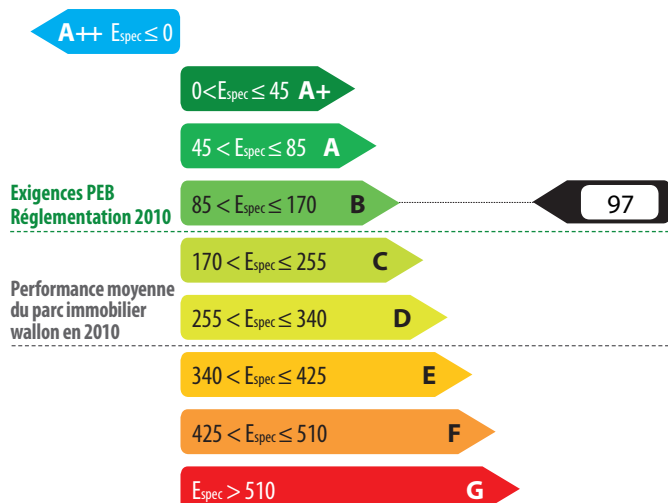 A++ Espec ≤ 0
0<Espec ≤ 45 A+
45 < Espec ≤ 85 A
Exigences PEB
Réglementation 2010
85 < Espec ≤ 170 B
97
170 < Espec ≤ 255 C
Performance moyenne
du parc immobilier
wallon en 2010
255 < Espec ≤ 340 D
340 < Espec ≤ 425 E
425 < Espec ≤ 510 F
Espec > 510 G